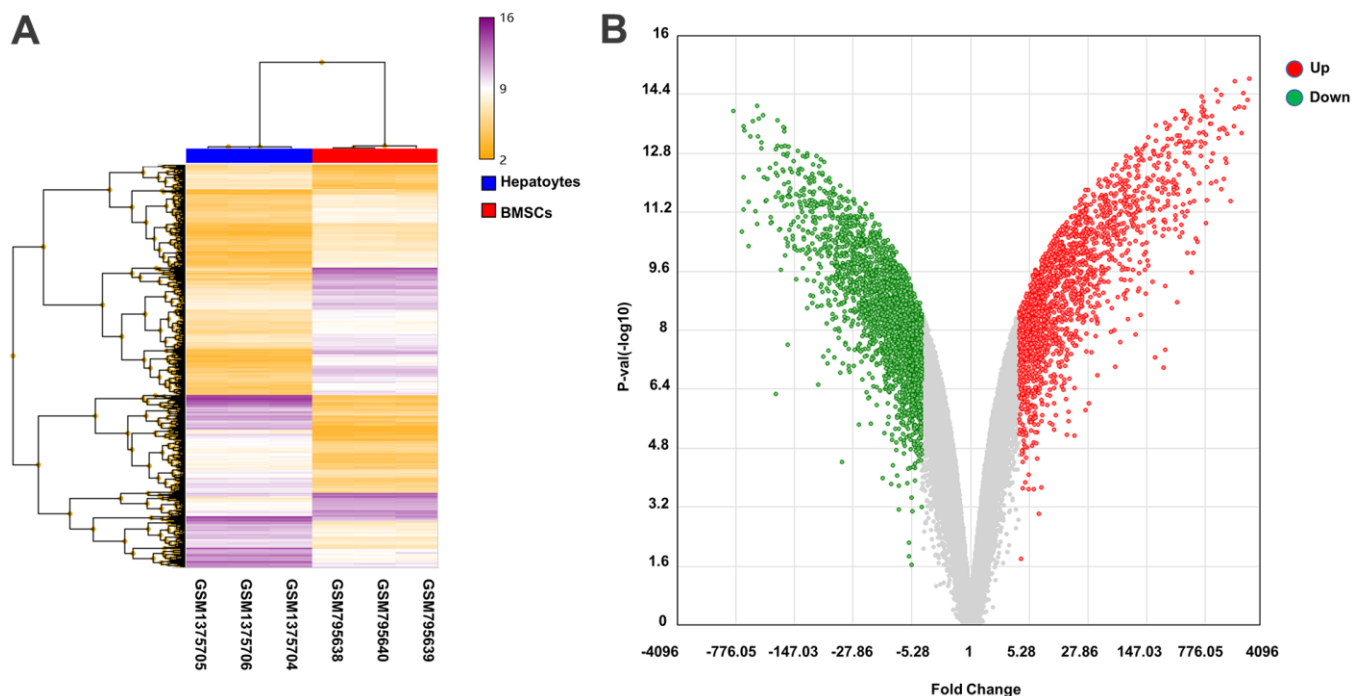 A
16
9
2
Hepatoytes
BMSCs
GSM1375705
GSM1375706
GSM1375704
GSM795638
GSM795640
GSM795639
B
16
14.4
12.8
11.2
9.6
8
6.4
4.8
3.2
1.6
0
P-val(-log10)
-4096 -776.05 -147.03 -27.86 -5.28 1 5.28 27.86 147.03 776.05 4096
Fold Change
Up
Down